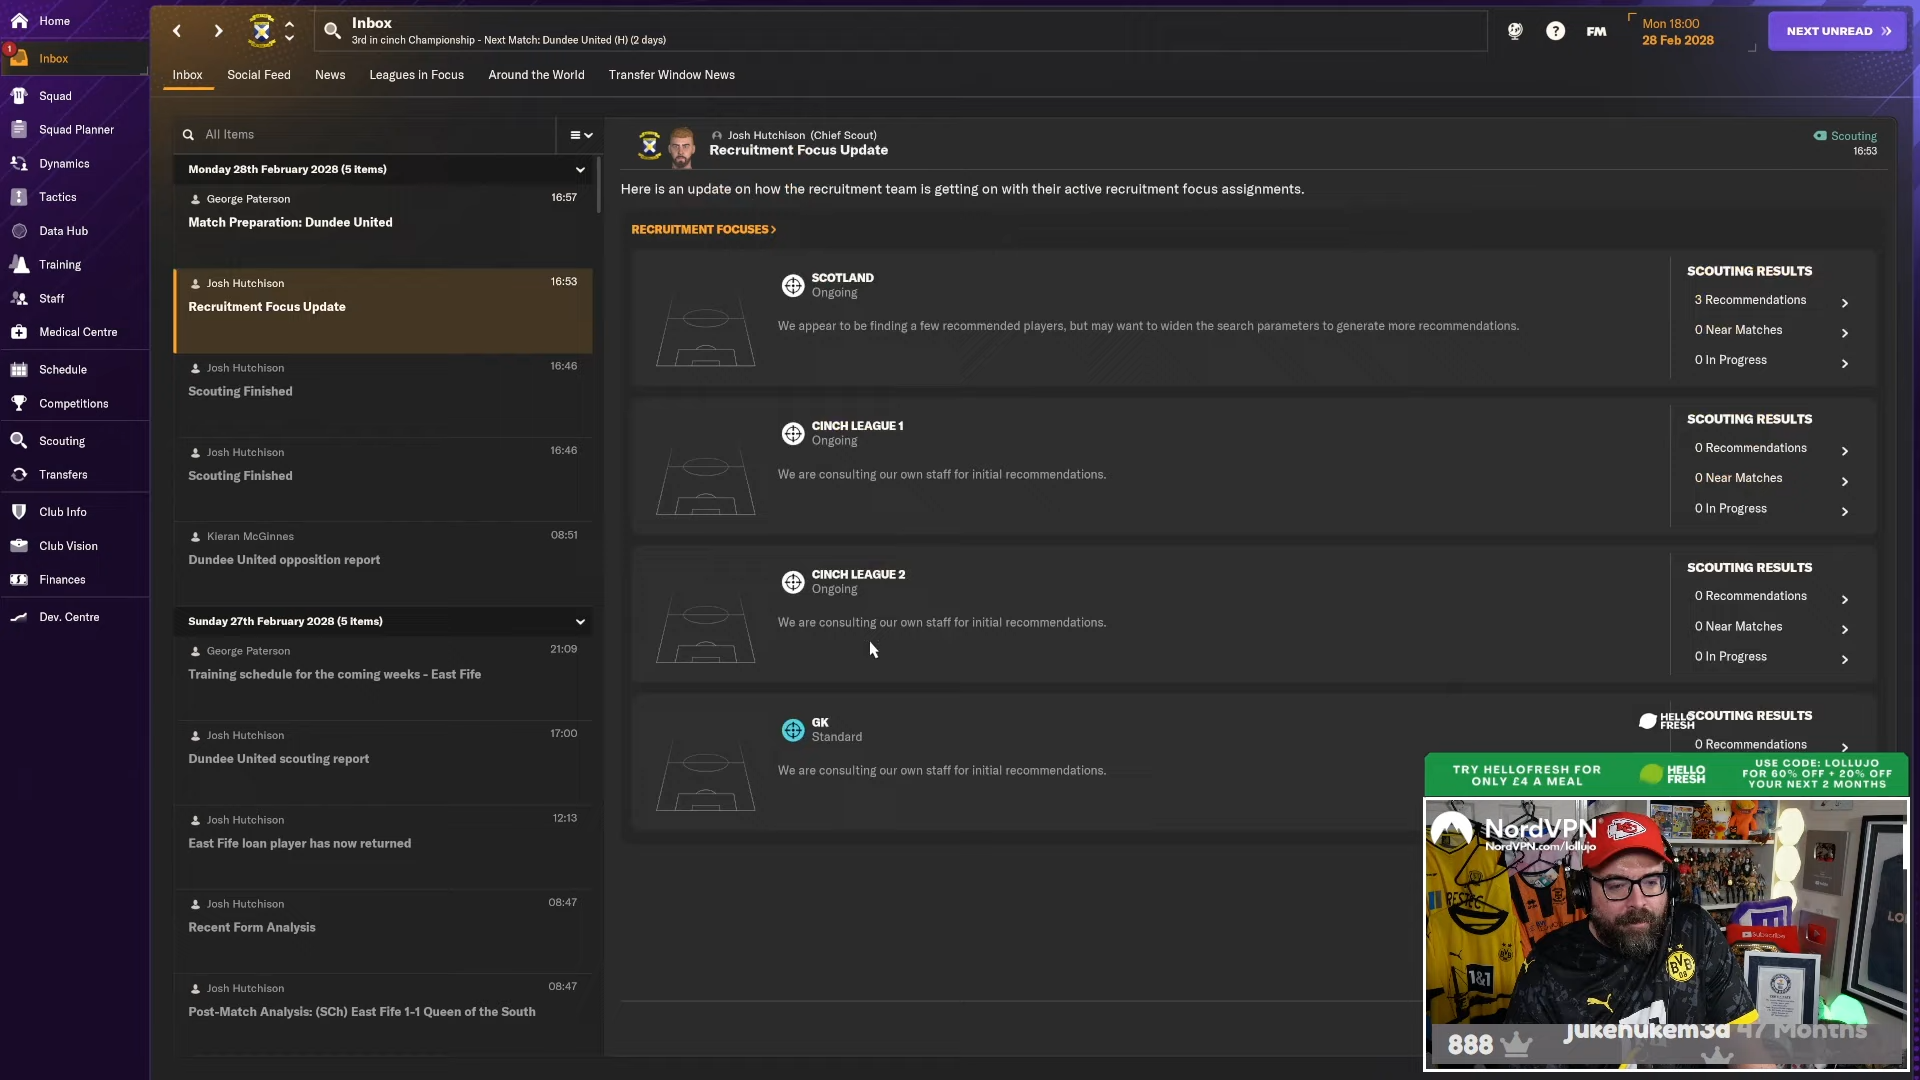 Home
1
Inbox
Squad
Squad Planner
Dynamics
Tactics
Data Hub
Training
Staff
Medical Centre
Schedule
Competitions
Scouting
Transfers
Club Info
Club Vision
Finances
Dev. Centre
Inbox
3rd in cinch Championship - Next Match: Dundee United (H) (2 days)
?
FM
Mon 18:00
28 Feb 2028
NEXT UNREAD
Inbox
Social Feed
News
Leagues in Focus
Around the World
Transfer Window News
All Items
Monday 28th February 2028 (5 items)
George Paterson
16:57
Match Preparation: Dundee United
Josh Hutchison
16:53
Recruitment Focus Update
Josh Hutchison
16:46
Scouting Finished
Josh Hutchison
16:46
Scouting Finished
Kieran McGinnes
08:51
Dundee United opposition report
Sunday 27th February 2028 (5 items)
George Paterson
21:09
Training schedule for the coming weeks - East Fife
Josh Hutchison
17:00
Dundee United scouting report
Josh Hutchison
12:13
East Fife loan player has now returned
Josh Hutchison
08:47
Recent Form Analysis
Josh Hutchison
08:47
Post-Match Analysis: (SCh) East Fife 1-1 Queen of the South
Josh Hutchison (Chief Scout)
Recruitment Focus Update
Scouting
16:53
Here is an update on how the recruitment team is getting on with their active recruitment focus assignments.
RECRUITMENT FOCUSES >
SCOTLAND
Ongoing
We appear to be finding a few recommended players, but may want to widen the search parameters to generate more recommendations.
SCOUTING RESULTS
3 Recommendations
0 Near Matches
0 In Progress
CINCH LEAGUE 1
Ongoing
We are consulting our own staff for initial recommendations.
SCOUTING RESULTS
0 Recommendations
0 Near Matches
0 In Progress
CINCH LEAGUE 2
Ongoing
We are consulting our own staff for initial recommendations.
SCOUTING RESULTS
0 Recommendations
0 Near Matches
0 In Progress
GK
Standard
We are consulting our own staff for initial recommendations.
SCOUTING RESULTS
0 Recommendations
TRY HELLOFRESH FOR
ONLY £4 A MEAL
HELLO
FRESH
USE CODE: LOLLUJO
FOR 60% OFF + 20% OFF
YOUR NEXT 2 MONTHS
NordVPN
NordVPN.com/lollujo
Subscribe
1&1
BVB
09
888
jukenukem3d 47 Months